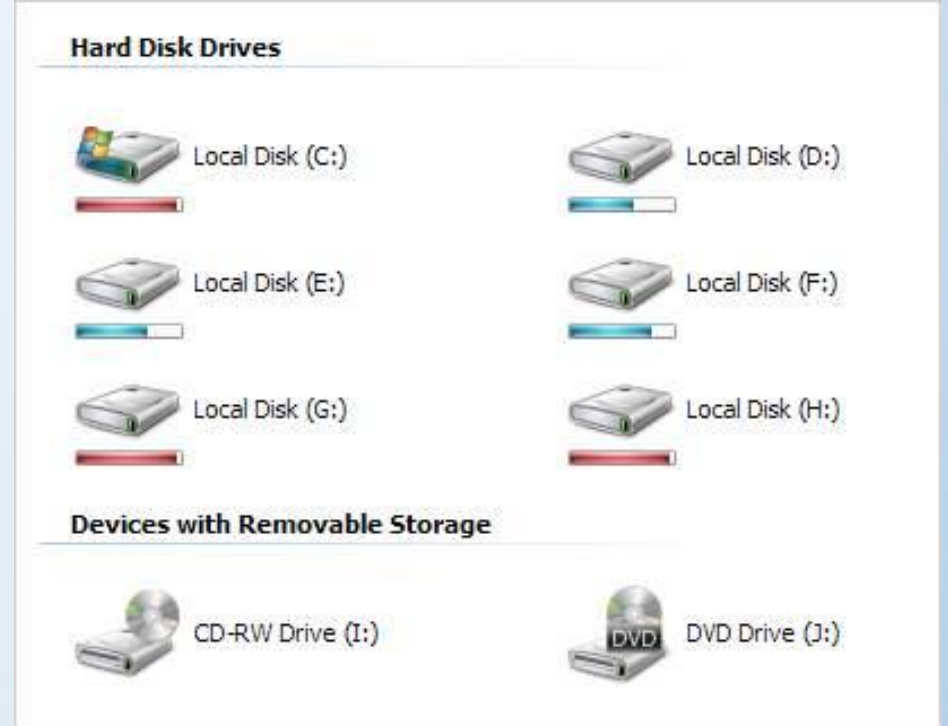 Hard Disk Drives
Local Disk (C:)
Local Disk (D:)
Local Disk (E:)
Local Disk (F:)
Local Disk (G:)
Local Disk (H:)
Devices with Removable Storage
CD-RW Drive (I:)
DVD
DVD Drive (J:)